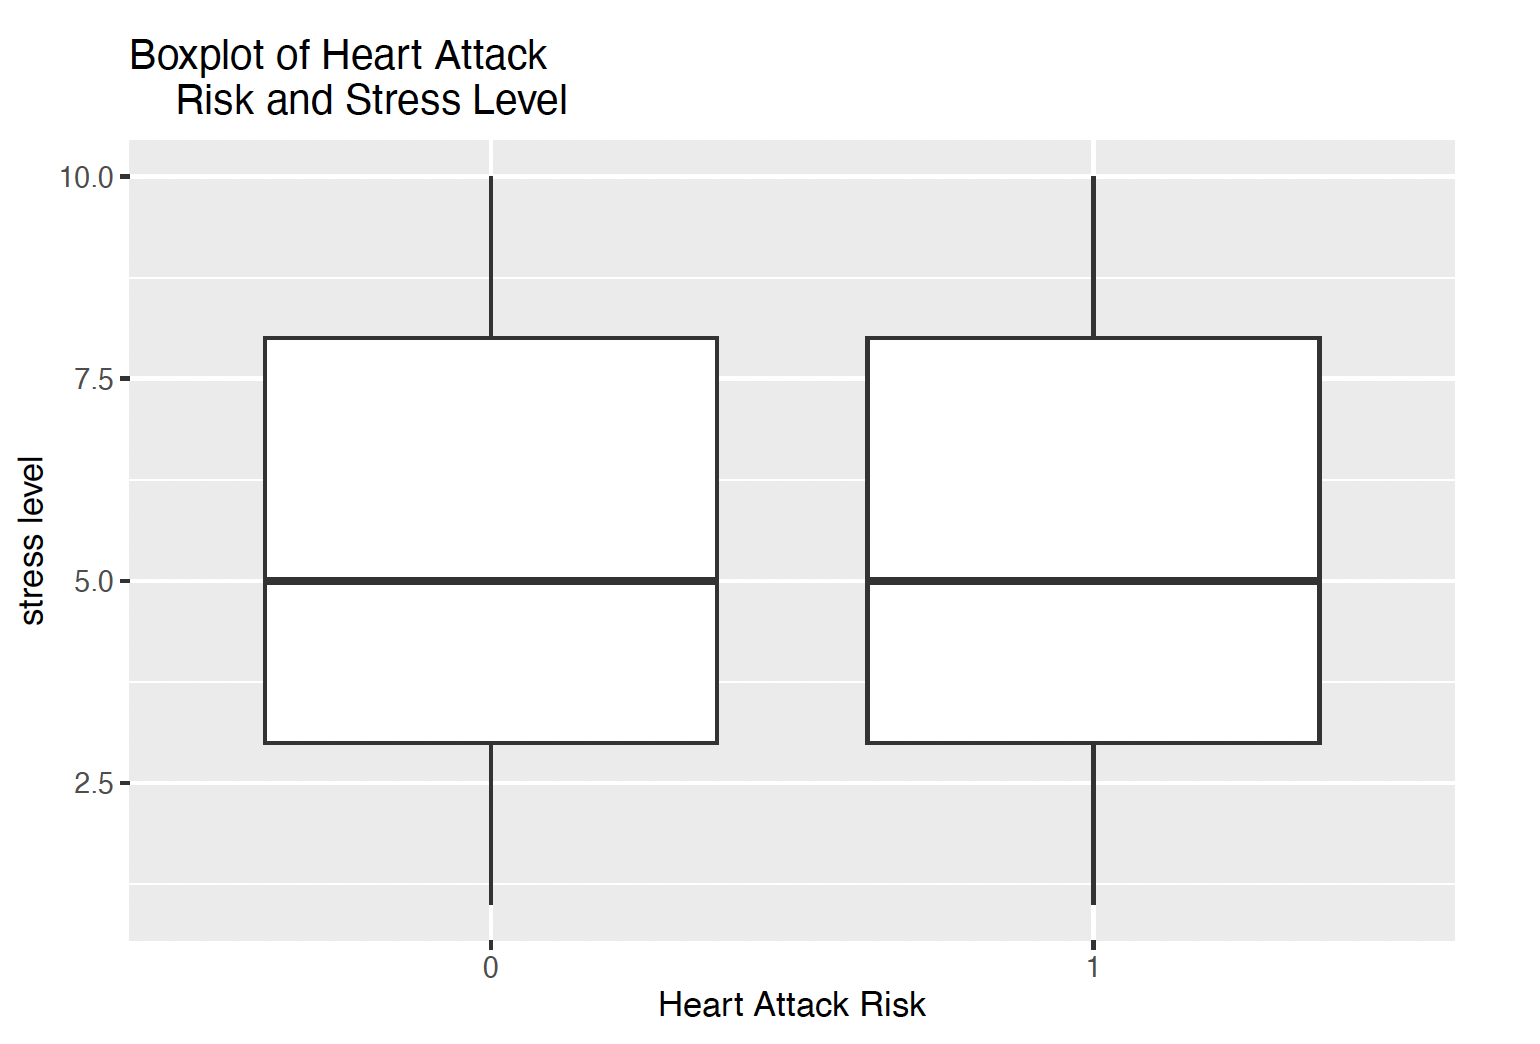 Boxplot of Heart Attack
Risk and Stress Level
10.0
7.5
5.0
2.5
stress level
0
1
Heart Attack Risk